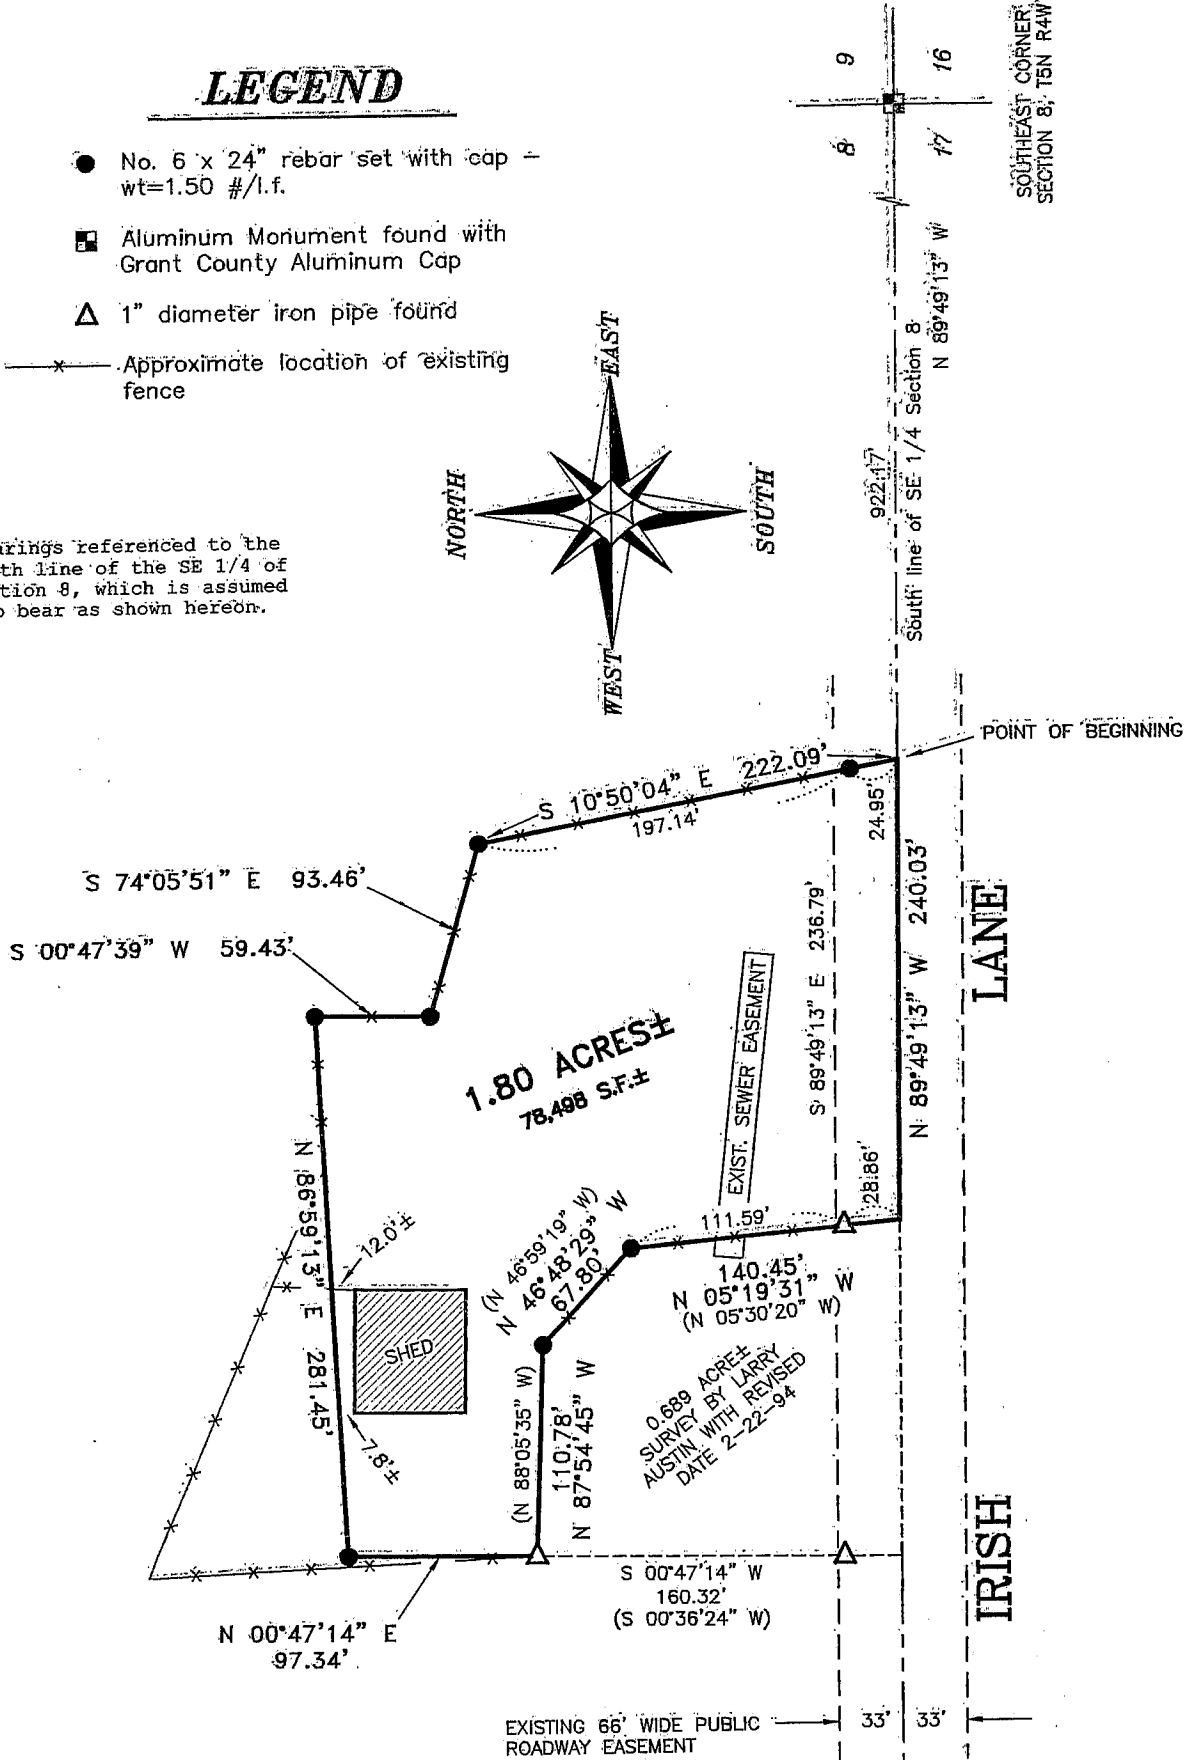 LEGEND
No. 6 x 24" rebar set with cap –
wt=1.50 #/l.f.
Aluminum Monument found with
Grant County Aluminum Cap
1" diameter iron pipe found
Approximate location of existing
fence
9
16
8
17
SOUTHEAST CORNER
SECTION 8, T5N R4W
N 89°49'13" W
922.17'
South line of SE 1/4 Section 8
EAST
NORTH
SOUTH
WEST
referenced to the
line of the SE 1/4 of
8, which is assumed
bear as shown hereon.
POINT OF BEGINNING
S 10°50'04" E 222.09'
197.14'
24.95'
S 74°05'51" E 93.46'
S 00°47'39" W 59.43'
N 89°49'13" W 240.03'
S 89°49'13" E 236.79'
LANE
EXIST. SEWER EASEMENT
1.80 ACRES±
78,498 S.F.±
N 86°59'13" E 281.45'
12.0'±
SHED
7.8'±
28.86'
111.59'
140.45'
N 05°19'31" W
(N 05°30'20" W)
(N 46°59'19" W)
N 46°48'29" W
67.80'
(N 88°05'35" W)
110.78'
N 87°54'45" W
0.689 ACRE±
SURVEY BY LARRY
AUSTIN WITH REVISED
DATE 2-22-94
IRISH
S 00°47'14" W
160.32'
(S 00°36'24" W)
N 00°47'14" E
97.34'
EXISTING 66' WIDE PUBLIC
ROADWAY EASEMENT
33'
33'